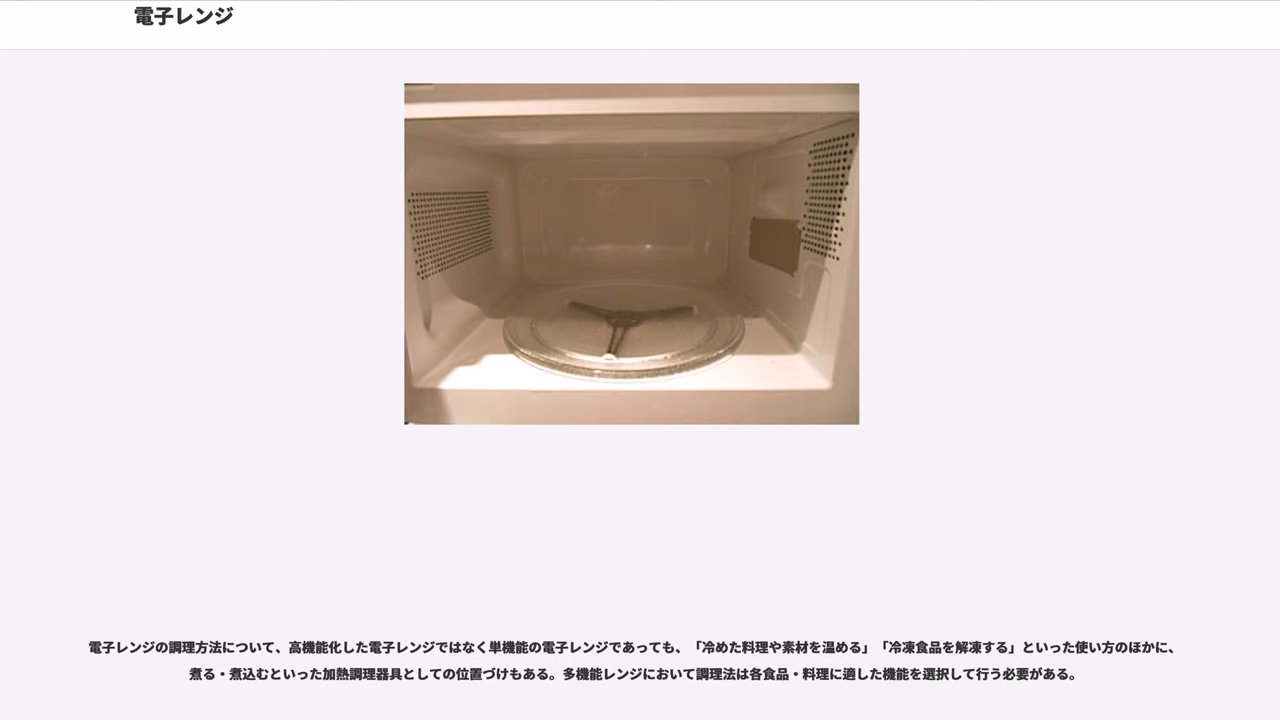 電子レンジ
電子レンジの調理方法について、高機能化した電子レンジではなく単機能の電子レンジであっても、「冷めた料理や素材を温める」「冷凍食品を解凍する」といった使い方のほかに、
煮る・煮込むといった加熱調理器具としての位置づけもある。多機能レンジにおいて調理法は各食品・料理に適した機能を選択して行う必要がある。